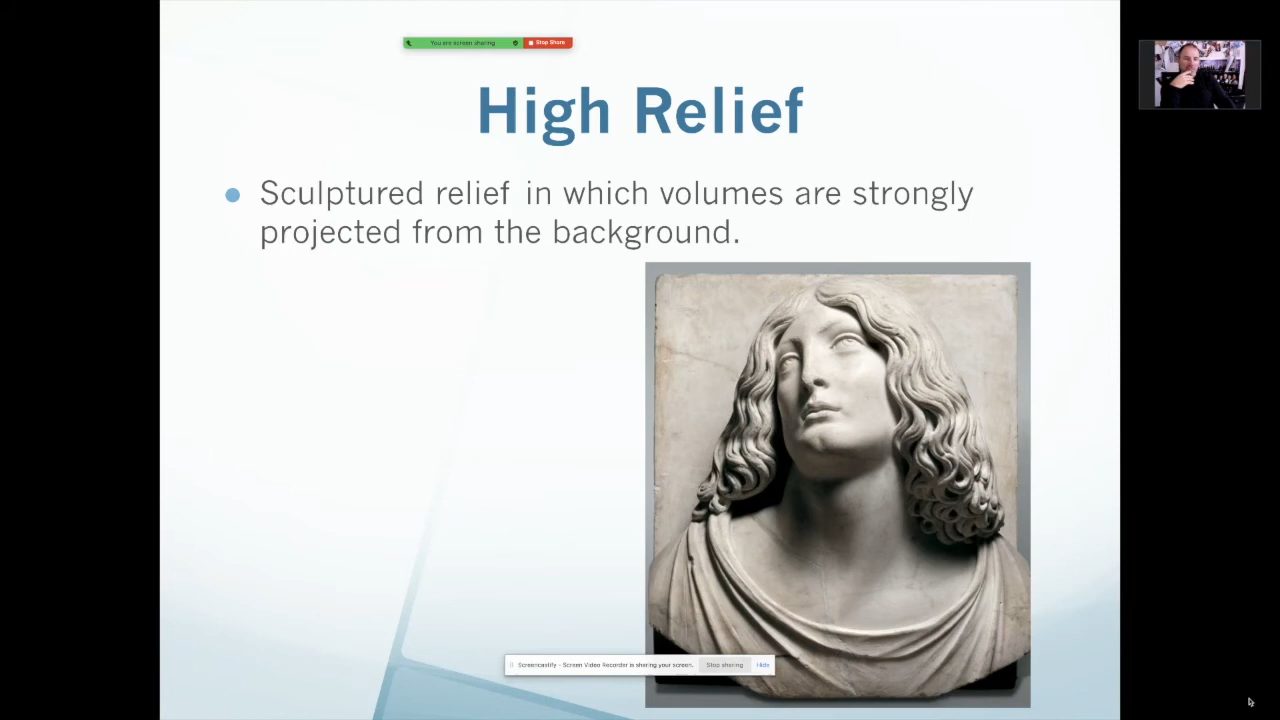 You are screen sharing Stop Share
High Relief
Sculptured relief in which volumes are strongly
projected from the background.
Screencastify - Screen Video Recorder is sharing your screen. Stop sharing Hide